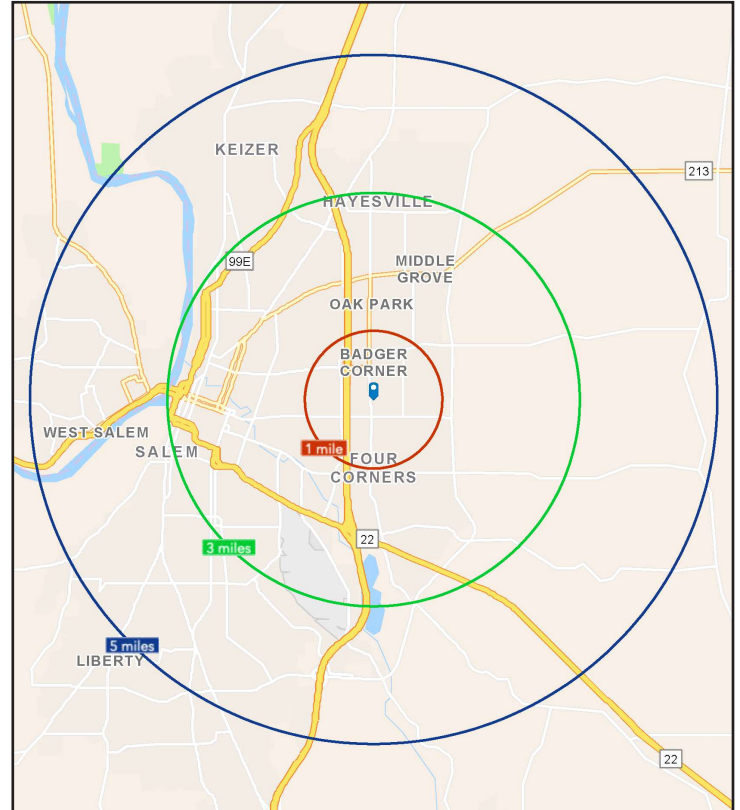 KEIZER
213
HAYESVILLE
99E
MIDDLE
GROVE
OAK PARK
BADGER
CORNER
WEST SALEM
SALEM
1 mile
FOUR
CORNERS
22
3 miles
5 miles
LIBERTY
22